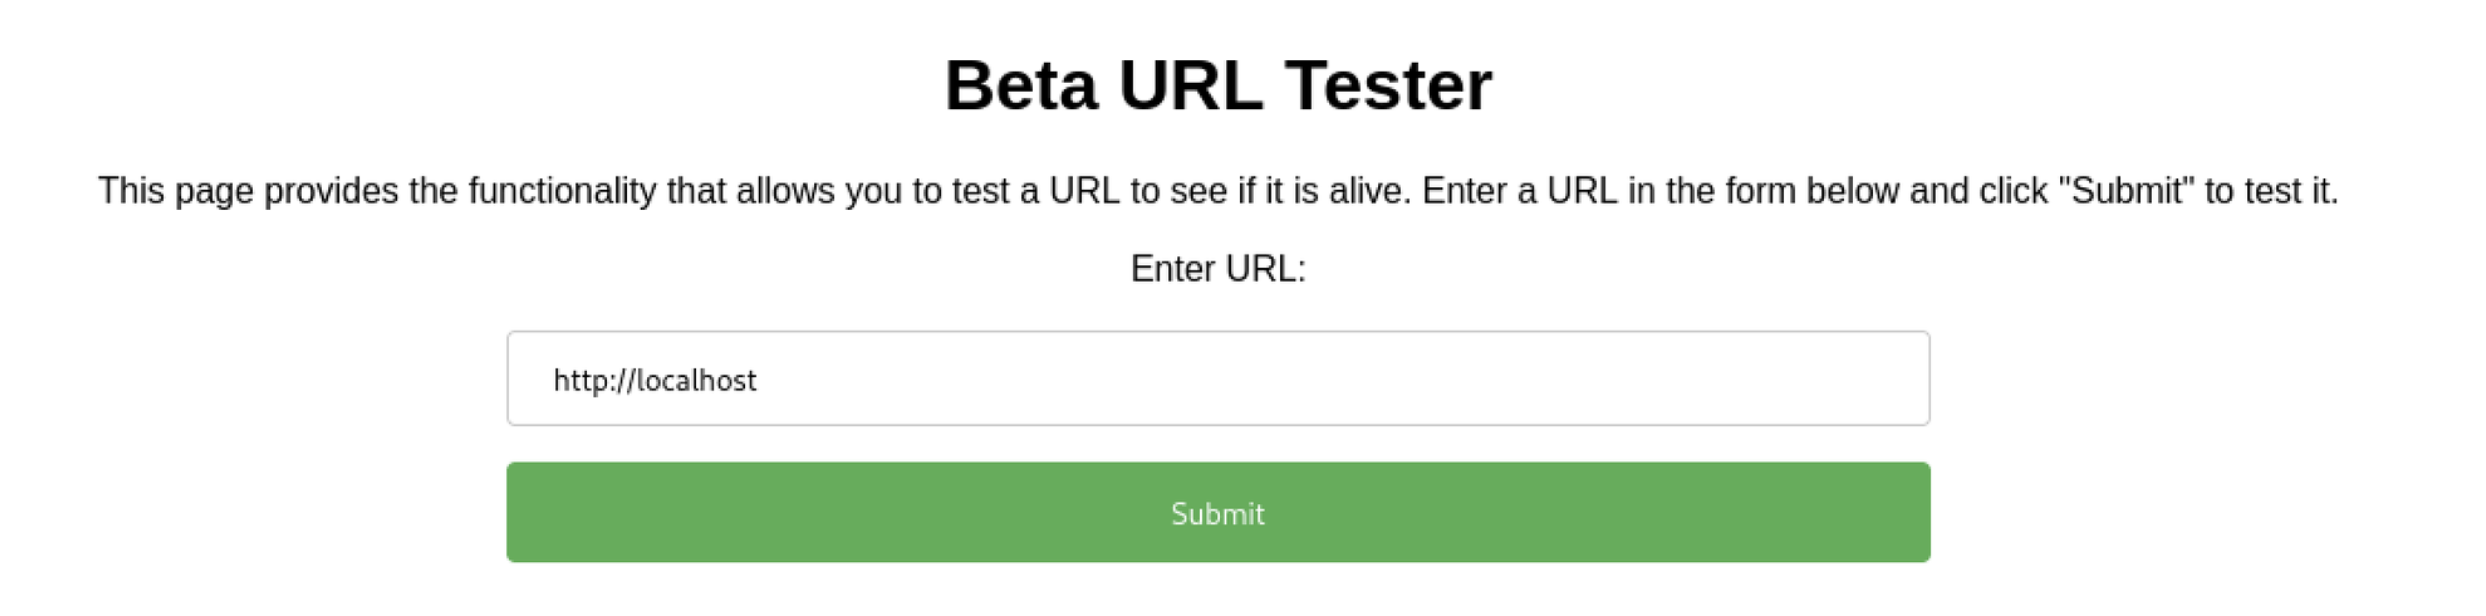 Beta URL Tester
This page provides the functionality that allows you to test a URL to see if it is alive. Enter a URL in the form below and click "Submit" to test it.
Enter URL:
http://localhost
Submit